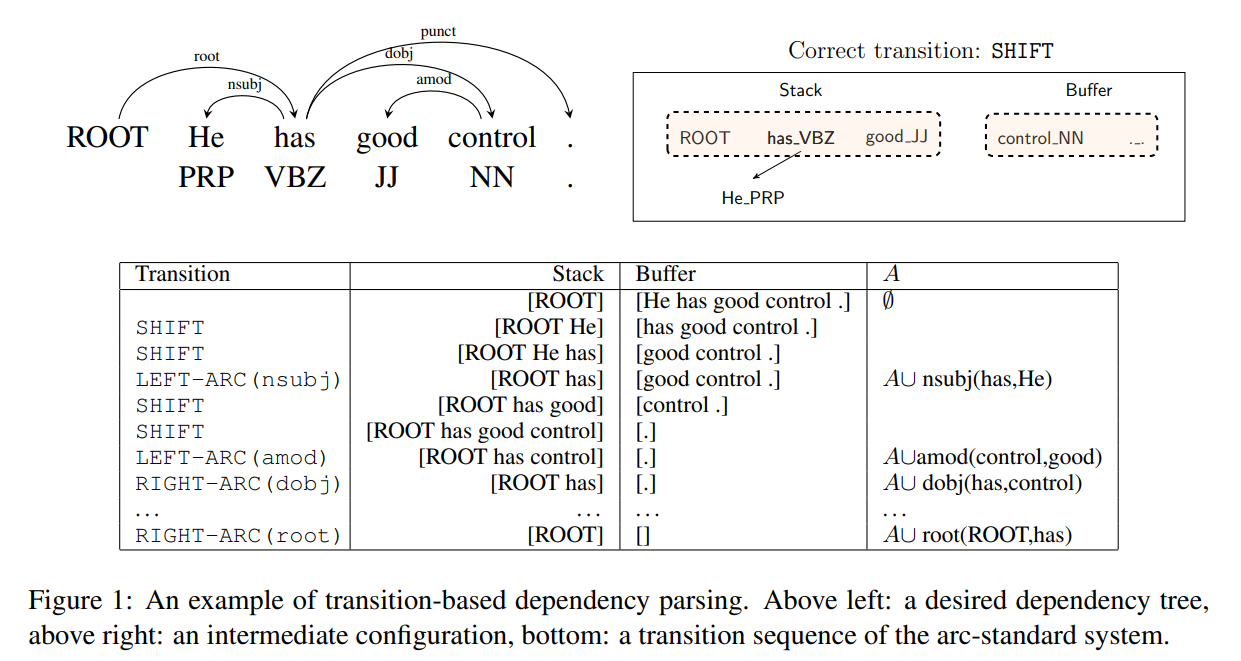 punct
root
dobj
nsubj
amod
ROOT He has good control .
PRP VBZ JJ NN .
Correct transition: SHIFT
Stack Buffer
ROOT has_VBZ good_JJ control_NN ._.
He_PRP
Transition Stack Buffer A
[ROOT] [He has good control .] ∅
SHIFT [ROOT He] [has good control .]
SHIFT [ROOT He has] [good control .]
LEFT-ARC(nsubj) [ROOT has] [good control .] A∪ nsubj(has,He)
SHIFT [ROOT has good] [control .]
SHIFT [ROOT has good control] [.]
LEFT-ARC(amod) [ROOT has control] [.] A∪amod(control,good)
RIGHT-ARC(dobj) [ROOT has] [.] A∪ dobj(has,control)
... ... ... ...
RIGHT-ARC(root) [ROOT] [] A∪ root(ROOT,has)
Figure 1: An example of transition-based dependency parsing. Above left: a desired dependency tree,
above right: an intermediate configuration, bottom: a transition sequence of the arc-standard system.